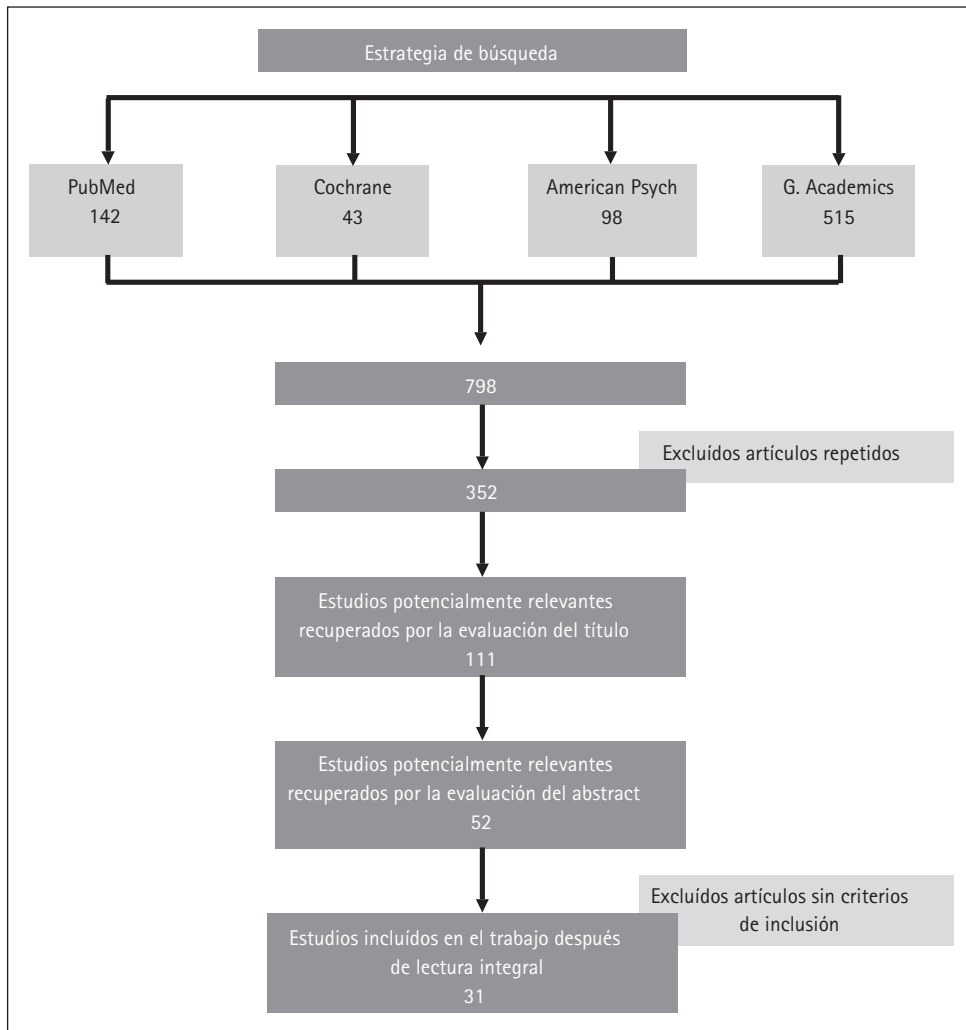 Estrategia de búsqueda
PubMed
142
Cochrane
43
American Psych
98
G. Academics
515
798
Excluídos artículos repetidos
352
Estudios potencialmente relevantes
recuperados por la evaluación del título
111
Estudios potencialmente relevantes
recuperados por la evaluación del abstract
52
Excluídos artículos sin criterios
de inclusión
Estudios incluídos en el trabajo después
de lectura integral
31